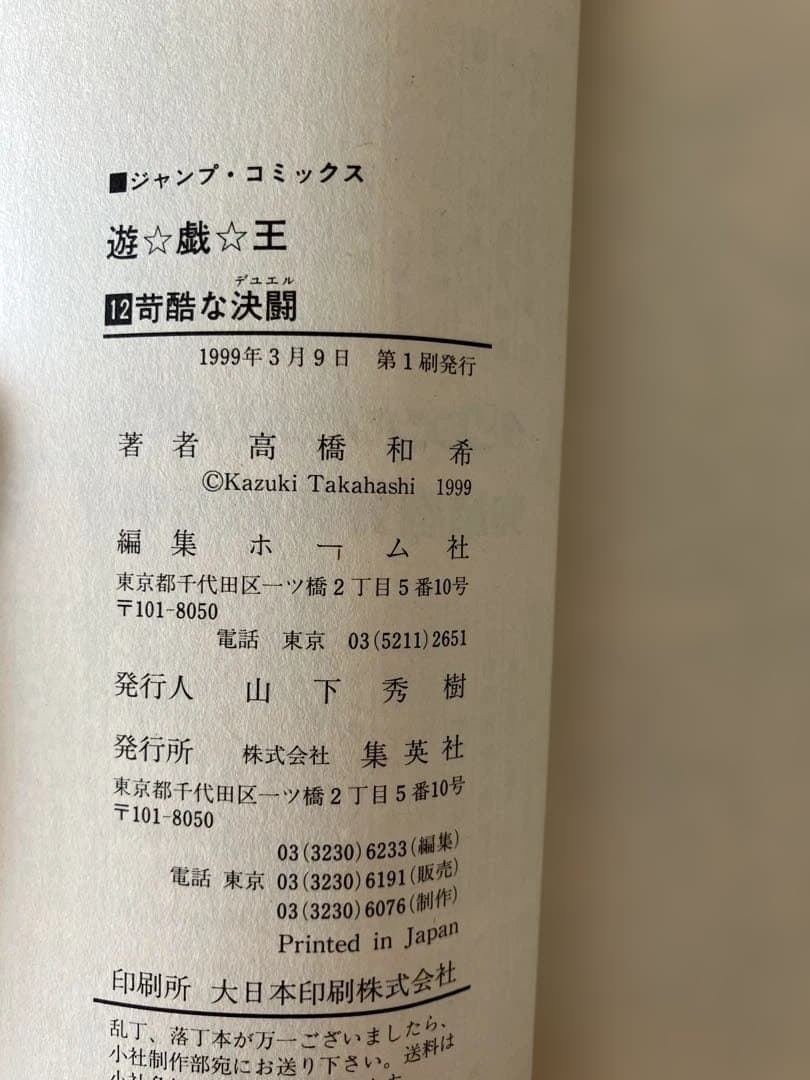 ■ジャンプ・コミックス
遊☆戯☆王
デュエル
12苛酷な決闘
1999年3月9日 第1刷発行
著者 高橋和希
©Kazuki Takahashi 1999
編集 ホーム社
東京都千代田区一ツ橋2丁目5番10号
〒101-8050
電話 東京 03(5211)2651
発行人 山下秀樹
発行所 株式会社 集英社
東京都千代田区一ツ橋2丁目5番10号
〒101-8050
03(3230)6233(編集)
電話 東京 03(3230)6191(販売)
03(3230)6076(制作)
Printed in Japan
印刷所 大日本印刷株式会社
乱丁、落丁本が万一ございましたら、
小社制作部宛にお送り下さい。送料は